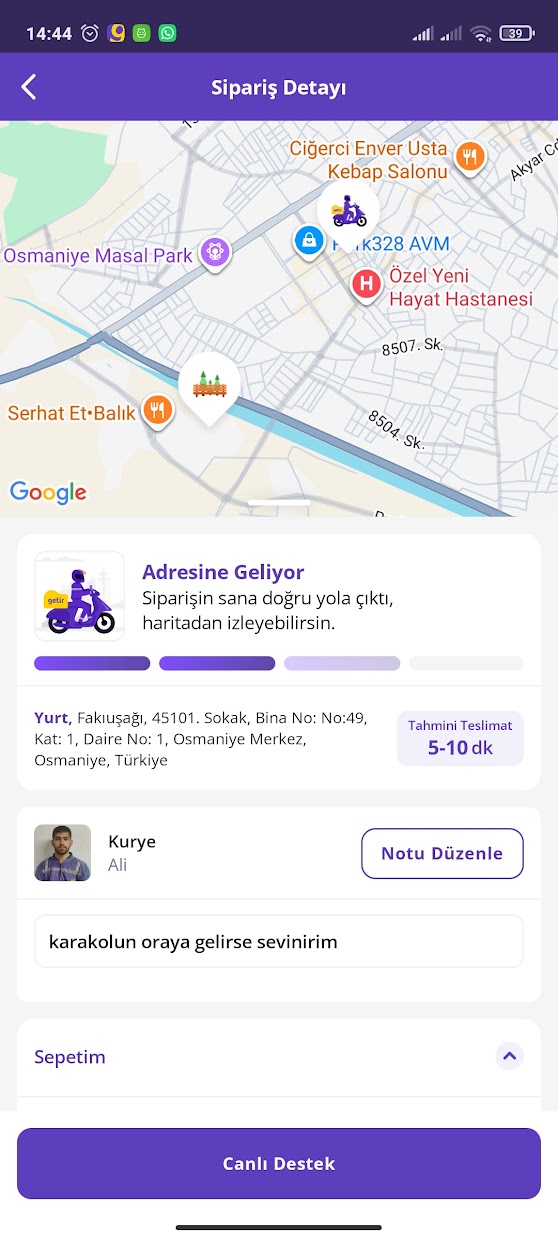 14:44
39
Sipariş Detayı
Ciğerci Enver Usta
Kebap Salonu
Akyar
Park328 AVM
Osmaniye Masal Park
Özel Yeni
Hayat Hastanesi
H
8507. Sk.
Serhat Et•Balık
8504. Sk.
Google
getir
Adresine Geliyor
Siparişin sana doğru yola çıktı,
haritadan izleyebilirsin.
Yurt, Fakıuşağı, 45101. Sokak, Bina No: No:49,
Kat: 1, Daire No: 1, Osmaniye Merkez,
Osmaniye, Türkiye
Tahmini Teslimat
5-10 dk
Kurye
Ali
Notu Düzenle
karakolun oraya gelirse sevinirim
Sepetim
Canlı Destek